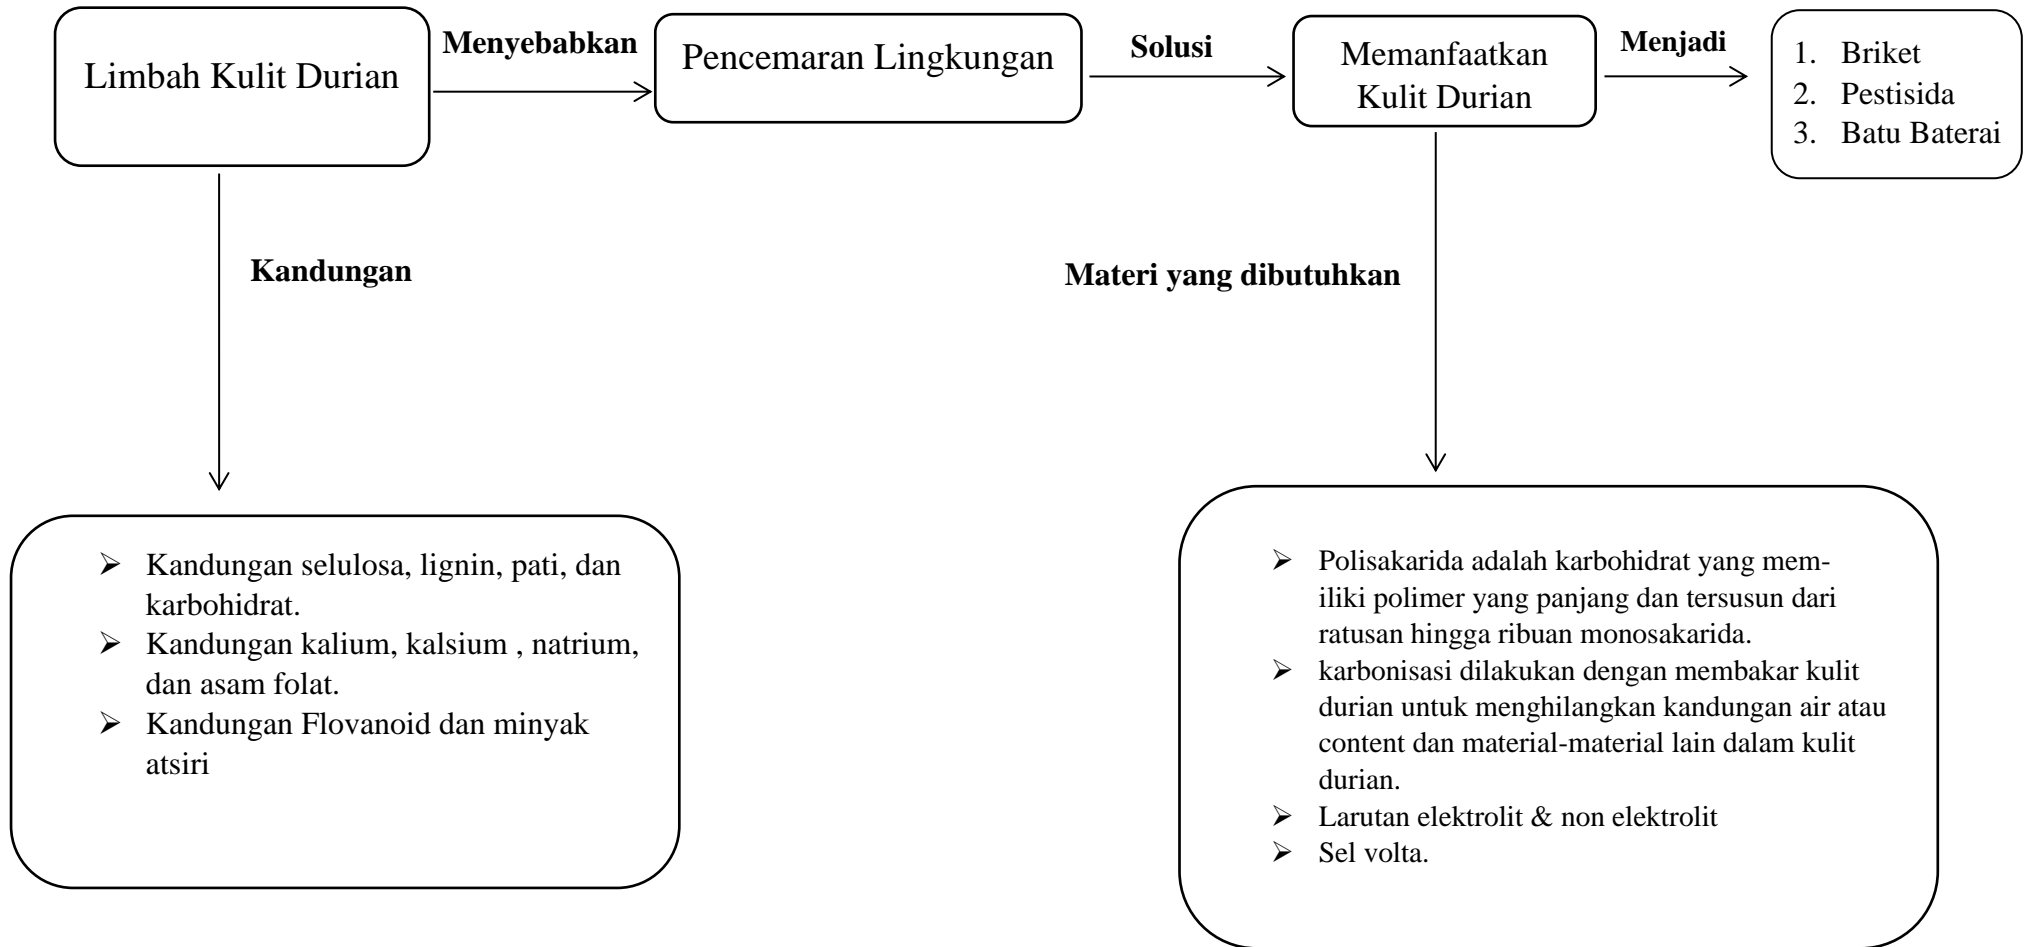 Limbah Kulit Durian
Menyebabkan
Pencemaran Lingkungan
Solusi
Memanfaatkan
Kulit Durian
Menjadi
1. Briket
2. Pestisida
3. Batu Baterai
Kandungan
Materi yang dibutuhkan
➢ Kandungan selulosa, lignin, pati, dan
karbohidrat.
➢ Kandungan kalium, kalsium , natrium,
dan asam folat.
➢ Kandungan Flovanoid dan minyak
atsiri
➢ Polisakarida adalah karbohidrat yang mem-
iliki polimer yang panjang dan tersusun dari
ratusan hingga ribuan monosakarida.
➢ karbonisasi dilakukan dengan membakar kulit
durian untuk menghilangkan kandungan air atau
content dan material-material lain dalam kulit
durian.
➢ Larutan elektrolit & non elektrolit
➢ Sel volta.